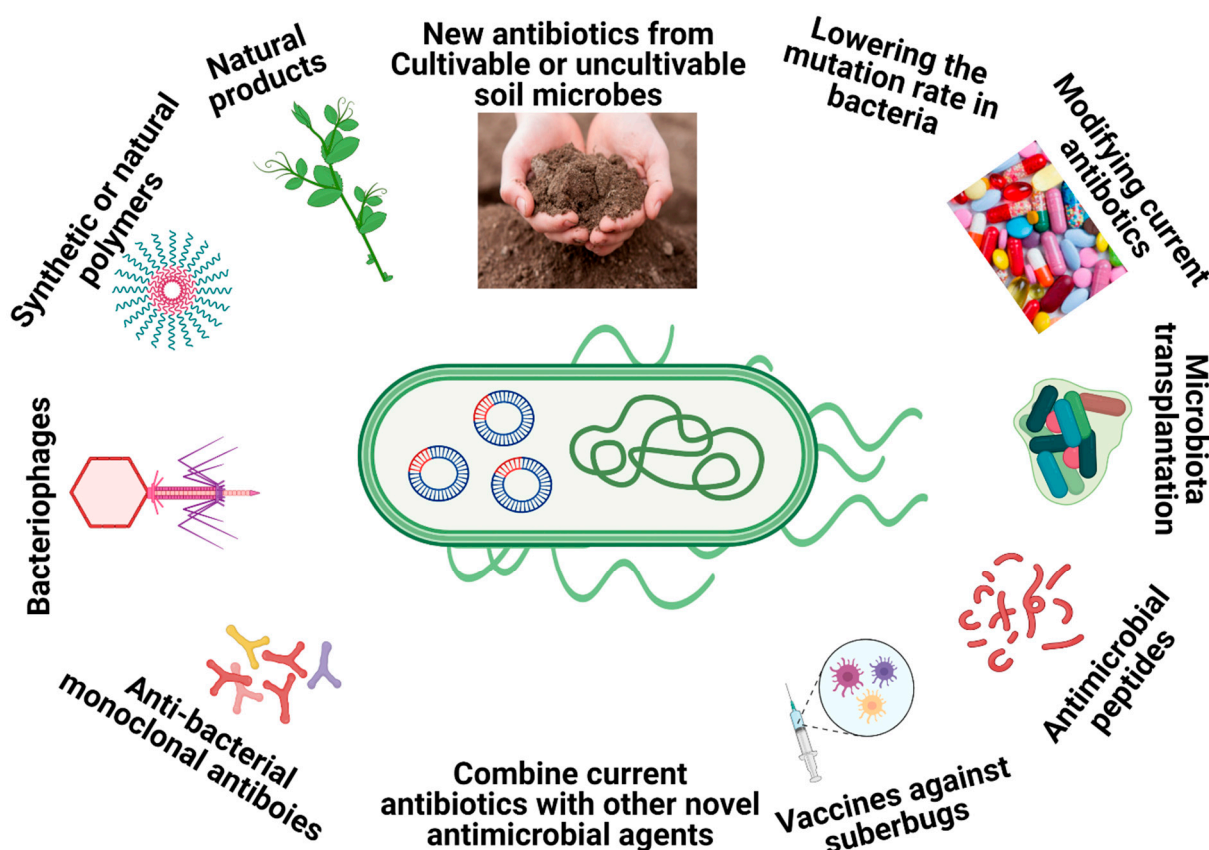 New antibiotics from
Cultivable or uncultivable
soil microbes
Lowering the
mutation rate in
bacteria
Modifying current
antibotics
Microbiota
transplantation
Antimicrobial
peptides
Vaccines against
suberbugs
Combine current
antibiotics with other novel
antimicrobial agents
Anti-bacterial
monoclonal antiboies
Bacteriophages
Synthetic or natural
polymers
Natural
products